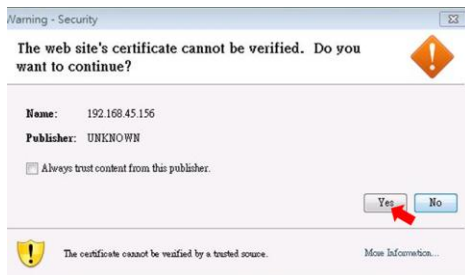 Warning - Security
The web site's certificate cannot be verified. Do you
want to continue?
Name: 192.168.45.156
Publisher: UNKNOWN
Always trust content from this publisher.
Yes No
The certificate cannot be verified by a trusted source. More Information...